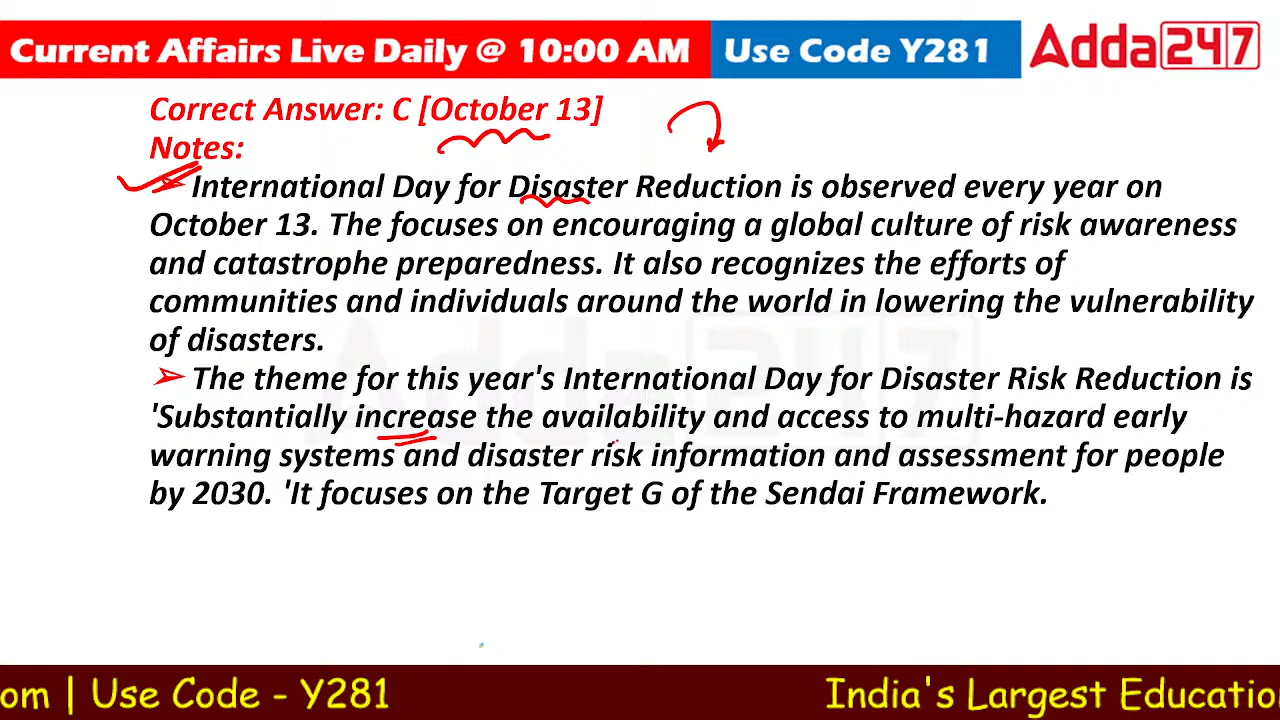 Current Affairs Live Daily @ 10:00 AM
Use Code Y281
Adda247
Correct Answer: C [October 13]
Notes:
➢ International Day for Disaster Reduction is observed every year on
October 13. The focuses on encouraging a global culture of risk awareness
and catastrophe preparedness. It also recognizes the efforts of
communities and individuals around the world in lowering the vulnerability
of disasters.
➢ The theme for this year's International Day for Disaster Risk Reduction is
'Substantially increase the availability and access to multi-hazard early
warning systems and disaster risk information and assessment for people
by 2030. 'It focuses on the Target G of the Sendai Framework.
Adda247
om | Use Code - Y281
India's Largest Educatio